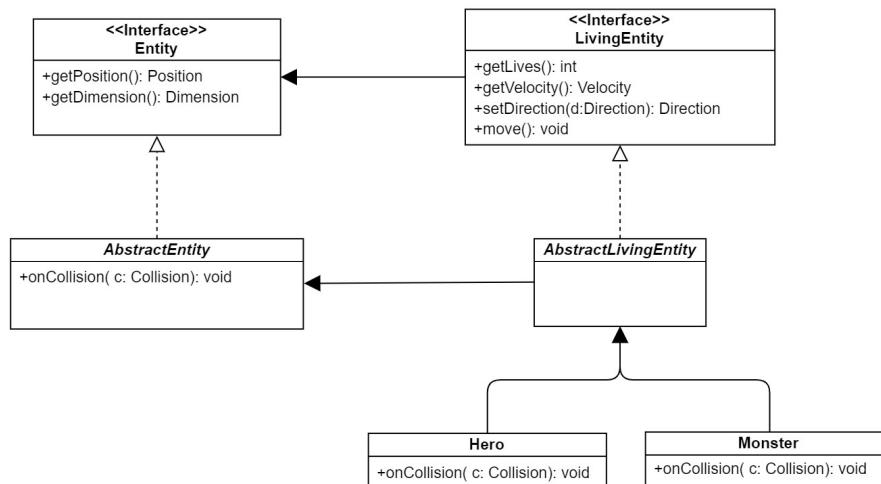 <<Interface>>
Entity
+getPosition(): Position
+getDimension(): Dimension
<<Interface>>
LivingEntity
+getLives(): int
+getVelocity(): Velocity
+setDirection(d:Direction): Direction
+move(): void
AbstractEntity
+onCollision( c: Collision): void
AbstractLivingEntity
Hero
+onCollision( c: Collision): void
Monster
+onCollision( c: Collision): void